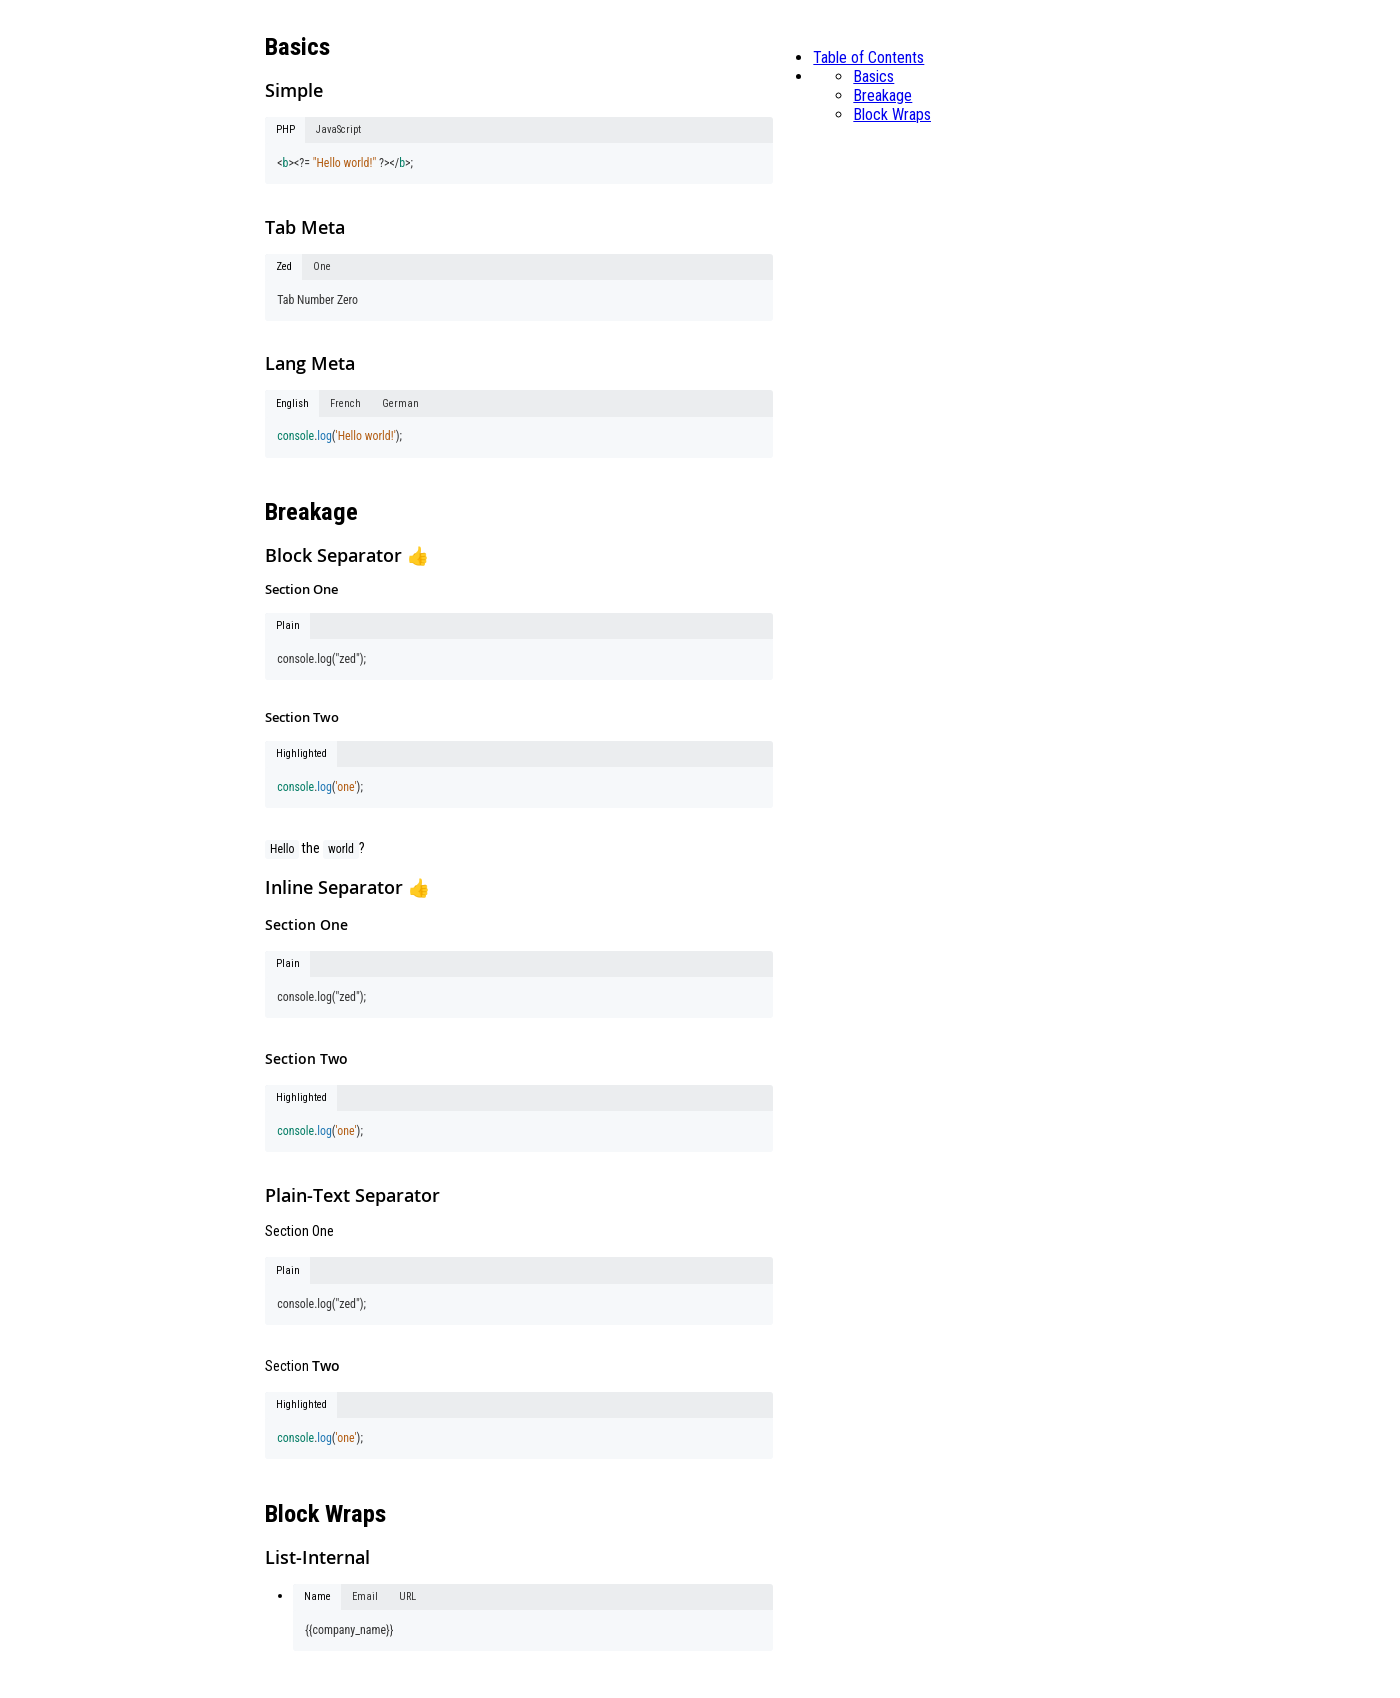 Basics
Simple
PHP JavaScript
<b><?= "Hello world!" ?></b>;
Tab Meta
Zed One
Tab Number Zero
Lang Meta
English French German
console.log('Hello world!');
Breakage
Block Separator 👍
Section One
Plain
console.log("zed");
Section Two
Highlighted
console.log('one');
Hello the world?
Inline Separator 👍
Section One
Plain
console.log("zed");
Section Two
Highlighted
console.log('one');
Plain-Text Separator
Section One
Plain
console.log("zed");
Section Two
Highlighted
console.log('one');
Block Wraps
List-Internal
Name Email URL
{{company_name}}
Table of Contents
Basics
Breakage
Block Wraps